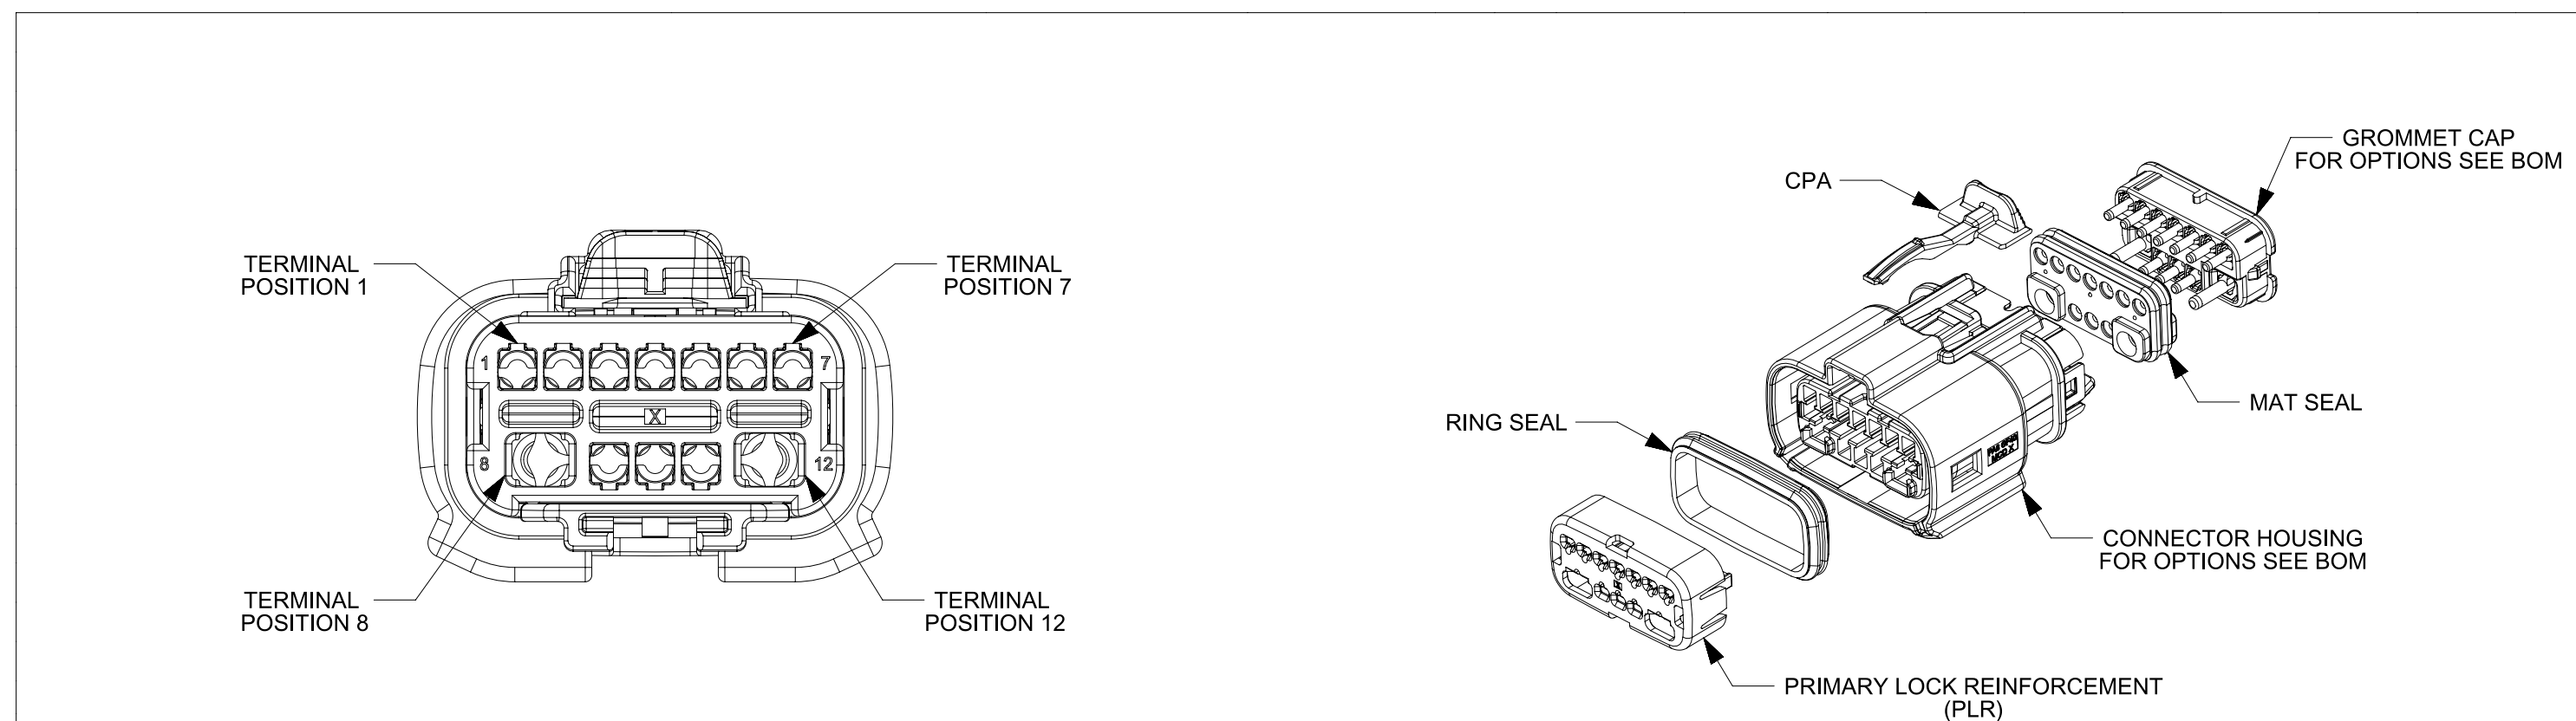 TERMINAL
POSITION 1
TERMINAL
POSITION 7
1
7
X
8
12
TERMINAL
POSITION 8
TERMINAL
POSITION 12
GROMMET CAP
FOR OPTIONS SEE BOM
CPA
MAT SEAL
RING SEAL
CONNECTOR HOUSING
FOR OPTIONS SEE BOM
PRIMARY LOCK REINFORCEMENT
(PLR)